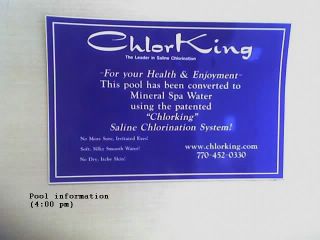 ChlorKing
The Leader in Saline Chlorination
-For your Health & Enjoyment-
This pool has been converted to
Mineral Spa Water
using the patented
"Chlorking"
Saline Chlorination System!
No More Sore, Irritated Eyes!
Soft, Silky Smooth Water!
No Dry, Itchy Skin!
www.chlorking.com
770-452-0330
Pool information
(4:00 pm)